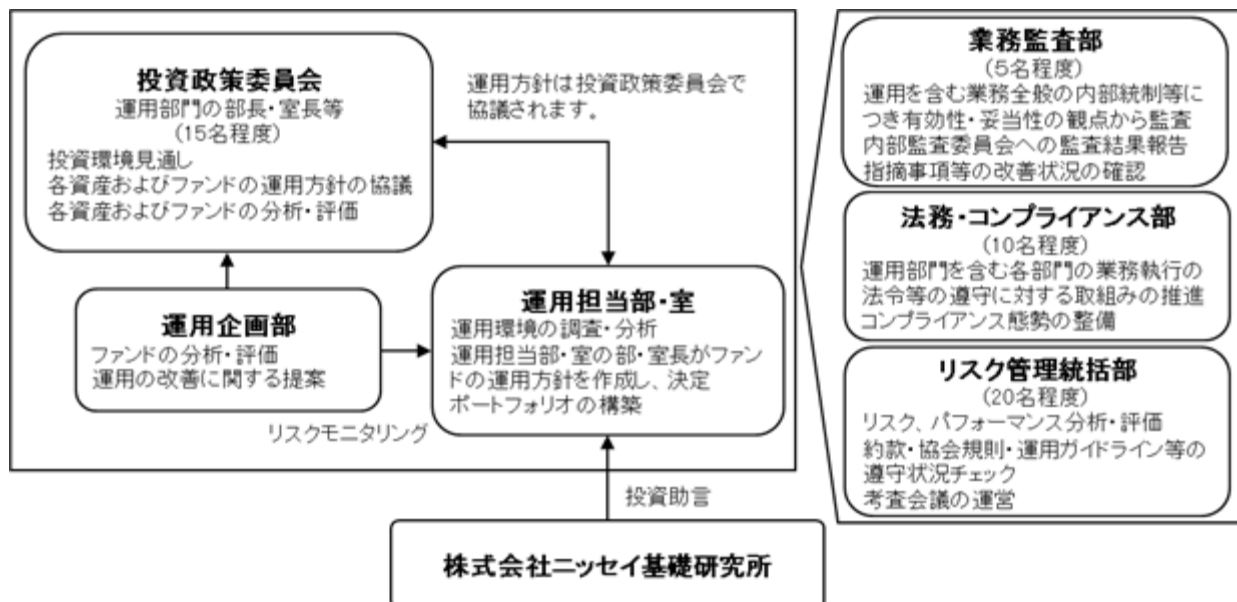 投資政策委員会
運用部門の部長・室長等
(15名程度)
投資環境見通し
各資産およびファンドの運用方針の協議
各資産およびファンドの分析・評価
運用方針は投資政策委員会で
協議されます。
運用企画部
ファンドの分析・評価
運用の改善に関する提案
リスクモニタリング
運用担当部・室
運用環境の調査・分析
運用担当部・室の部・室長がファン
ドの運用方針を作成し、決定
ポートフォリオの構築
投資助言
株式会社ニッセイ基礎研究所
業務監査部
(5名程度)
運用を含む業務全般の内部統制等に
つき有効性・妥当性の観点から監査
内部監査委員会への監査結果報告
指摘事項等の改善状況の確認
法務・コンプライアンス部
(10名程度)
運用部門を含む各部門の業務執行の
法令等の遵守に対する取組みの推進
コンプライアンス態勢の整備
リスク管理統括部
(20名程度)
リスク、パフォーマンス分析・評価
約款・協会規則・運用ガイドライン等の
遵守状況チェック
考査会議の運営